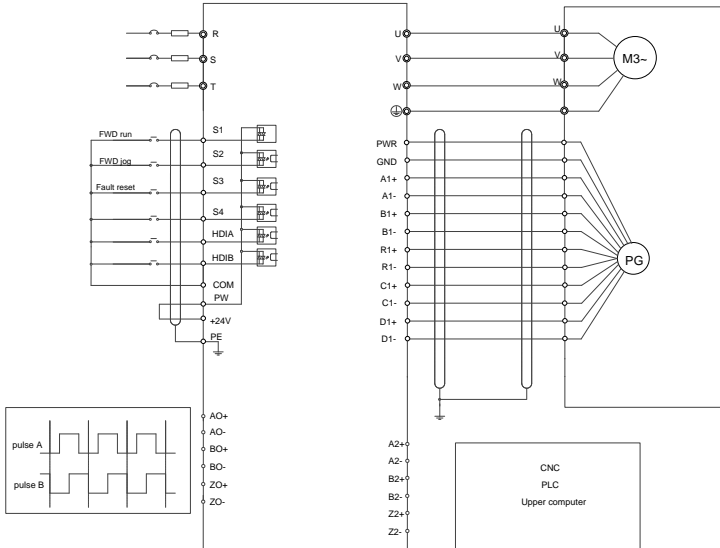 R
S
T
U
V
W
U
V
W
M3~
FWD run
S1
FWD jog
S2
Fault reset
S3
S4
HDIA
HDIB
COM
PW
+24V
PE
PWR
GND
A1+
A1-
B1+
B1-
R1+
R1-
C1+
C1-
D1+
D1-
PG
pulse A
pulse B
AO+
AO-
BO+
BO-
ZO+
ZO-
A2+
A2-
B2+
B2-
Z2+
Z2-
CNC
PLC
Upper computer